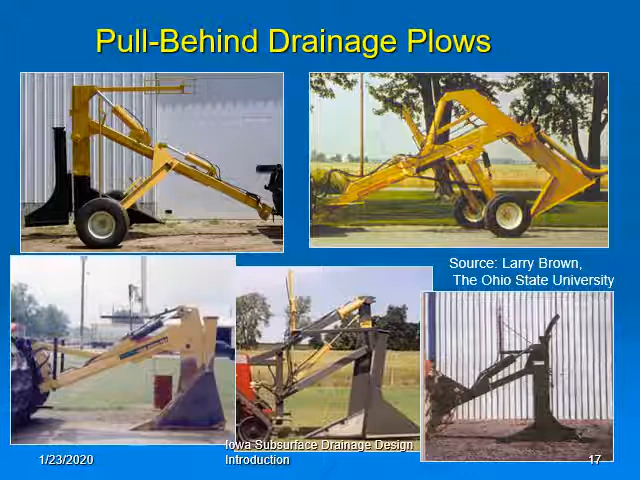 Pull-Behind Drainage Plows
Source: Larry Brown,
The Ohio State University
Iowa Subsurface Drainage Design
1/23/2020
Introduction
17